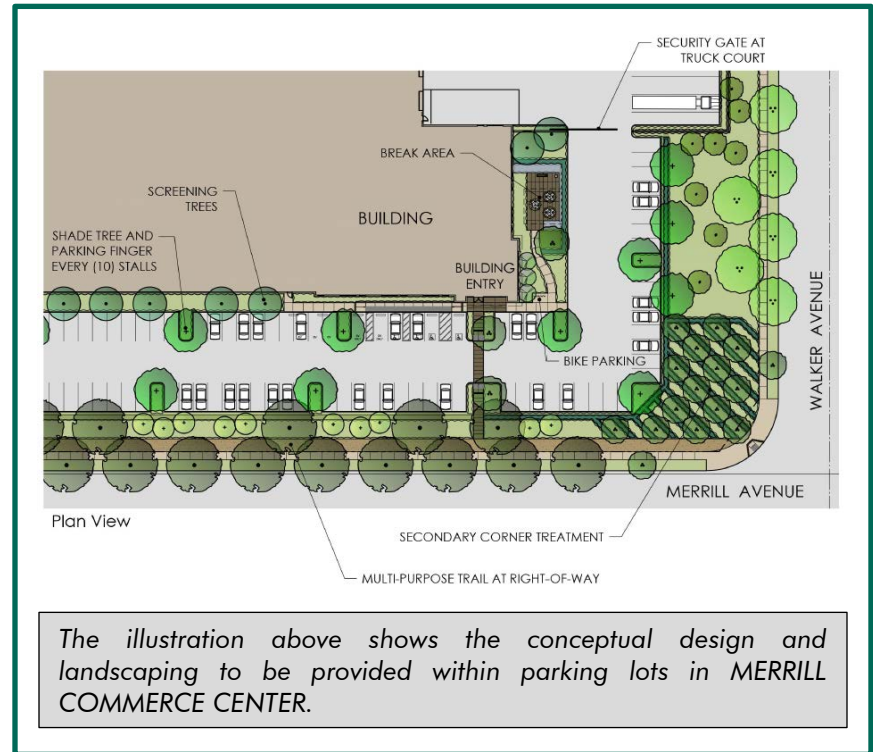 SECURITY GATE AT
TRUCK COURT
BREAK AREA
SCREENING
TREES
BUILDING
SHADE TREE AND
PARKING FINGER
EVERY (10) STALLS
BUILDING
ENTRY
BIKE PARKING
WALKER AVENUE
MERRILL AVENUE
Plan View
SECONDARY CORNER TREATMENT
MULTI-PURPOSE TRAIL AT RIGHT-OF-WAY
The illustration above shows the conceptual design and
landscaping to be provided within parking lots in MERRILL
COMMERCE CENTER.